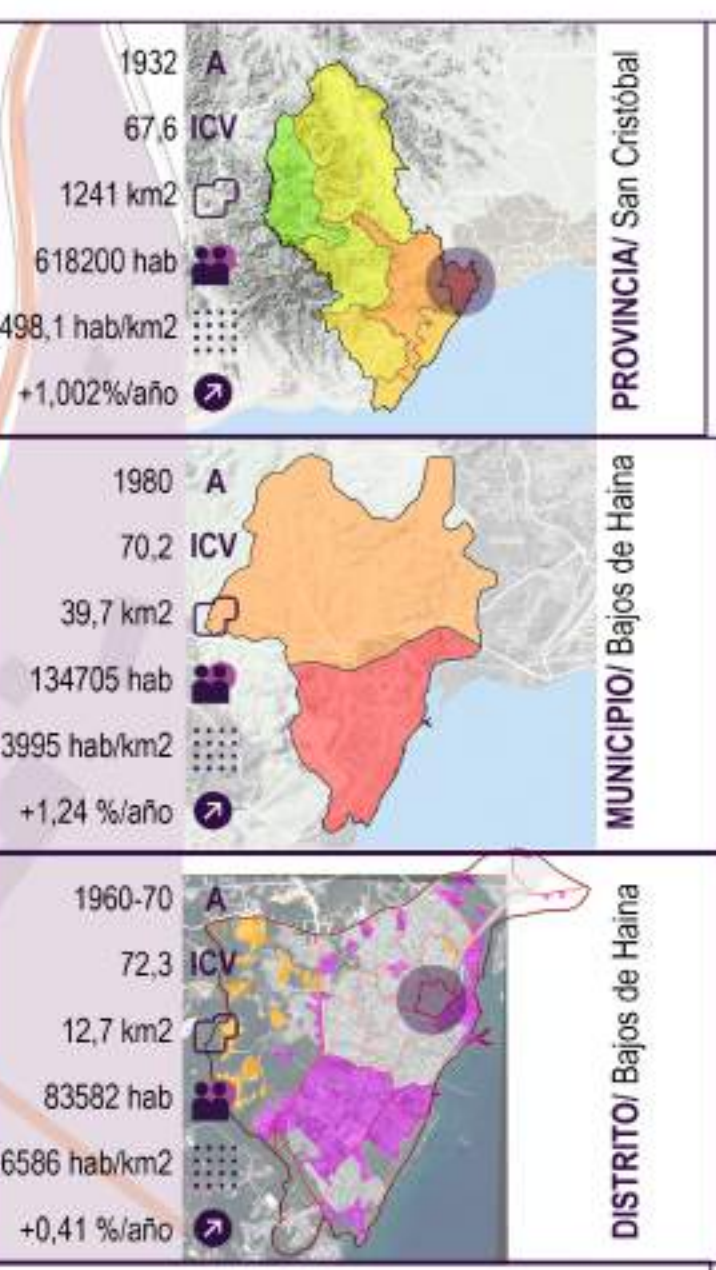 1932 A
67,6 ICV
1241 km2
618200 hab
498,1 hab/km2
+1,002%/año
PROVINCIA/ San Cristóbal
1980 A
70,2 ICV
39,7 km2
134705 hab
3995 hab/km2
+1,24 %/año
MUNICIPIO/ Bajos de Haina
1960-70 A
72,3 ICV
12,7 km2
83582 hab
6586 hab/km2
+0,41 %/año
DISTRITO/ Bajos de Haina